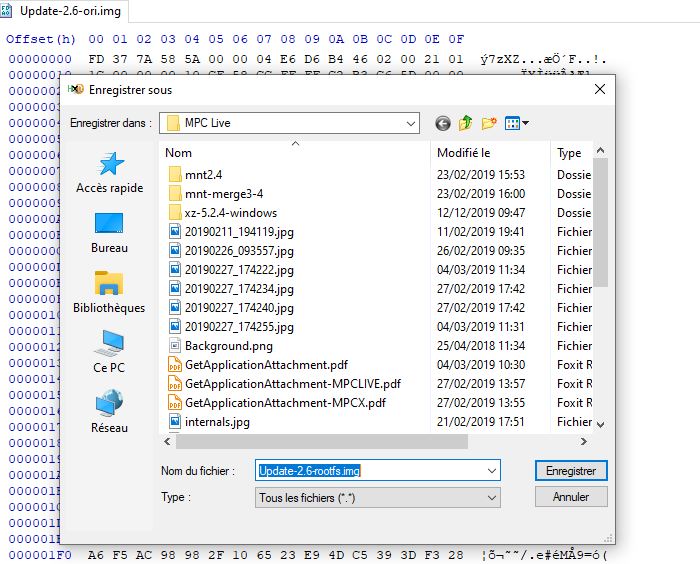 Update-2.6-ori.img
Offset(h) 00 01 02 03 04 05 06 07 08 09 0A 0B 0C 0D 0E 0F
00000000 FD 37 7A 58 5A 00 00 04 E6 D6 B4 46 02 00 21 01 ý7zXZ...æÖ´F..!.
Enregistrer sous
Enregistrer dans : MPC Live
Accès rapide
Bureau
Bibliothèques
Ce PC
Réseau
Nom Modifié le Type
mnt2.4 23/02/2019 15:53 Dossie
mnt-merge3-4 23/02/2019 16:00 Dossie
xz-5.2.4-windows 12/12/2019 09:47 Dossie
20190211_194119.jpg 11/02/2019 19:41 Fichier
20190226_093557.jpg 26/02/2019 09:35 Fichier
20190227_174222.jpg 04/03/2019 11:34 Fichier
20190227_174234.jpg 27/02/2019 17:42 Fichier
20190227_174240.jpg 27/02/2019 17:42 Fichier
20190227_174255.jpg 04/03/2019 11:31 Fichier
Background.png 25/04/2018 11:34 Fichier
GetApplicationAttachment.pdf 04/03/2019 10:30 Foxit R
GetApplicationAttachment-MPCLIVE.pdf 27/02/2019 13:57 Foxit R
GetApplicationAttachment-MPCX.pdf 27/02/2019 13:55 Foxit R
internals.jpg 21/02/2019 17:51 Fichier
Nom du fichier : Update-2.6-rootfs.img Enregistrer
Type : Tous les fichiers (*.*) Annuler
000001F0 A6 F5 AC 98 98 2F 10 65 23 E9 4D C5 39 3D F3 28 ¦õ¬˜˜/.e#éMÅ9=ó(